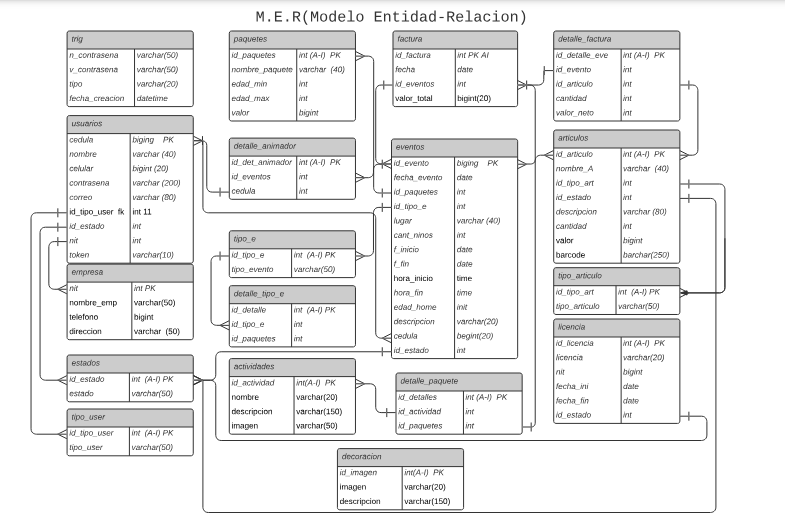 M.E.R(Modelo Entidad-Relacion)
trig
n_contrasena varchar(50)
v_contrasena varchar(50)
tipo varchar(20)
fecha_creacion datetime
usuarios
cedula biging PK
nombre varchar (40)
celular bigint (20)
contrasena varchar (200)
correo varchar (80)
id_tipo_user fk int 11
id_estado int
nit int
token varchar(10)
empresa
nit int PK
nombre_emp varchar(50)
telefono bigint
direccion varchar (50)
estados
id_estado int (A-I) PK
estado varchar(50)
tipo_user
id_tipo_user int (A-I) PK
tipo_user varchar(50)
paquetes
id_paquetes int (A-I) PK
nombre_paquete varchar (40)
edad_min int
edad_max int
valor bigint
detalle_animador
id_det_animador int (A-I) PK
id_eventos int
cedula int
tipo_e
id_tipo_e int (A-I) PK
tipo_evento varchar(50)
detalle_tipo_e
id_detalle int (A-I) PK
id_tipo_e int
id_paquetes int
actividades
id_actividad int(A-I) PK
nombre varchar(20)
descripcion varchar(150)
imagen varchar(50)
factura
id_factura int PK AI
fecha date
id_eventos int
valor_total bigint(20)
eventos
id_evento biging PK
fecha_evento date
id_paquetes int
id_tipo_e int
lugar varchar (40)
cant_ninos int
f_inicio date
f_fin date
hora_inicio time
hora_fin time
edad_home init
descripcion varchar(20)
cedula begint(20)
id_estado int
detalle_paquete
id_detalles int (A-I) PK
id_actividad int
id_paquetes int
decoracion
id_imagen int(A-I) PK
imagen varchar(20)
descripcion varchar(150)
detalle_factura
id_detalle_eve int (A-I) PK
id_evento int
id_articulo int
cantidad int
valor_neto int
articulos
id_articulo int (A-I) PK
nombre_A varchar (40)
id_tipo_art int
id_estado int
descripcion varchar (80)
cantidad int
valor bigint
barcode barchar(250)
tipo_articulo
id_tipo_art int (A-I) PK
tipo_articulo varchar(50)
licencia
id_licencia int (A-I) PK
licencia varchar(20)
nit bigint
fecha_ini date
fecha_fin date
id_estado int